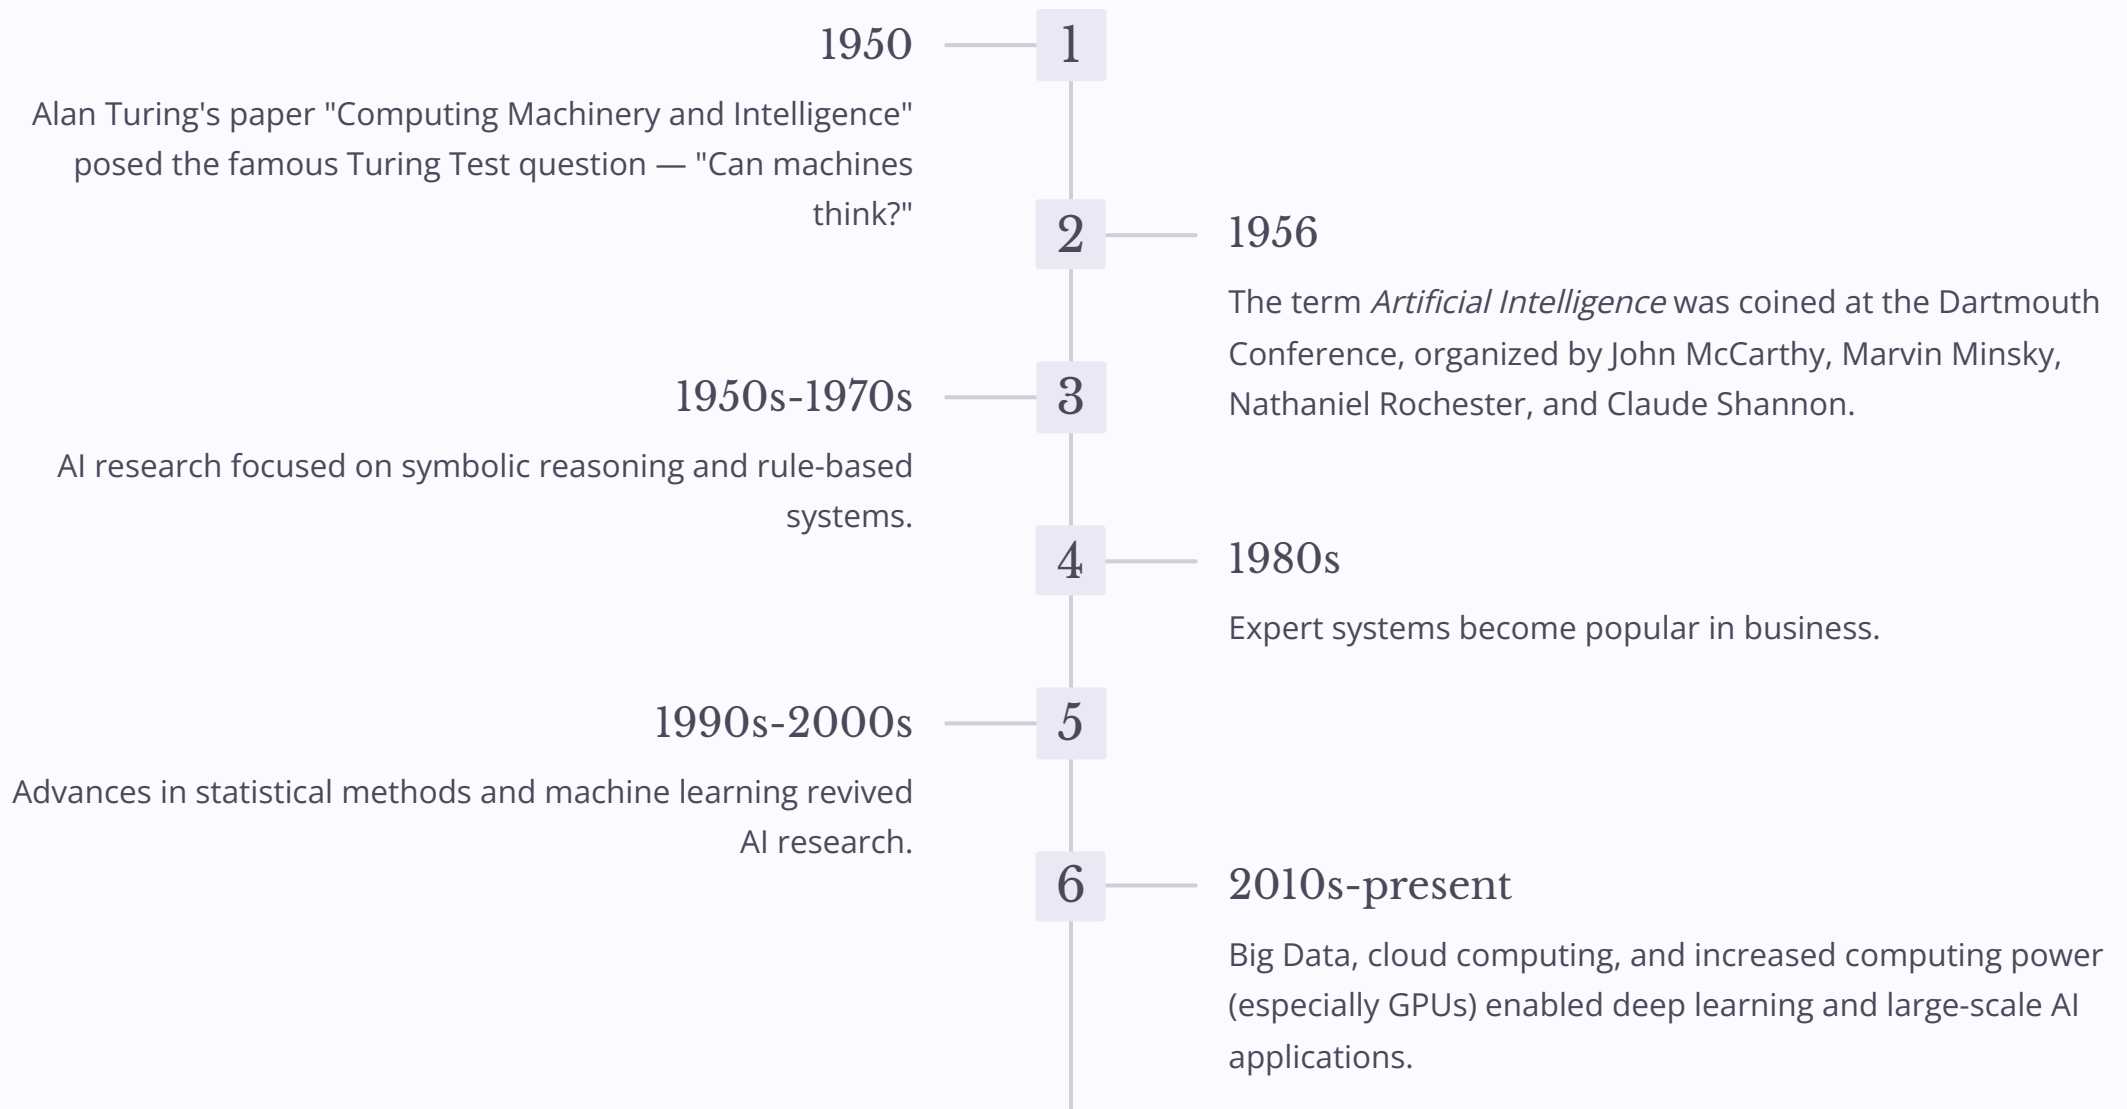 1950
1
Alan Turing's paper "Computing Machinery and Intelligence"
posed the famous Turing Test question — "Can machines
think?"
2
1956
The term Artificial Intelligence was coined at the Dartmouth
Conference, organized by John McCarthy, Marvin Minsky,
Nathaniel Rochester, and Claude Shannon.
1950s-1970s
3
AI research focused on symbolic reasoning and rule-based
systems.
4
1980s
Expert systems become popular in business.
1990s-2000s
5
Advances in statistical methods and machine learning revived
AI research.
6
2010s-present
Big Data, cloud computing, and increased computing power
(especially GPUs) enabled deep learning and large-scale AI
applications.